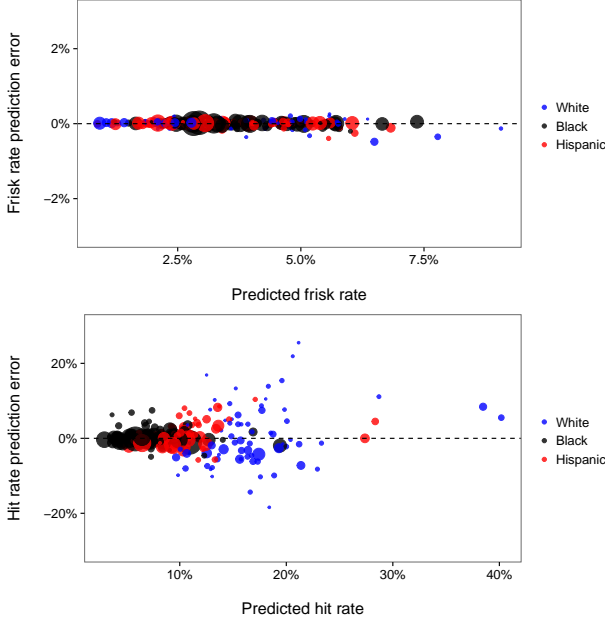 Frisk rate prediction error
2%
0%
−2%
2.5% 5.0% 7.5%
Predicted frisk rate
White
Black
Hispanic
Hit rate prediction error
20%
0%
−20%
10% 20% 30% 40%
Predicted hit rate
White
Black
Hispanic